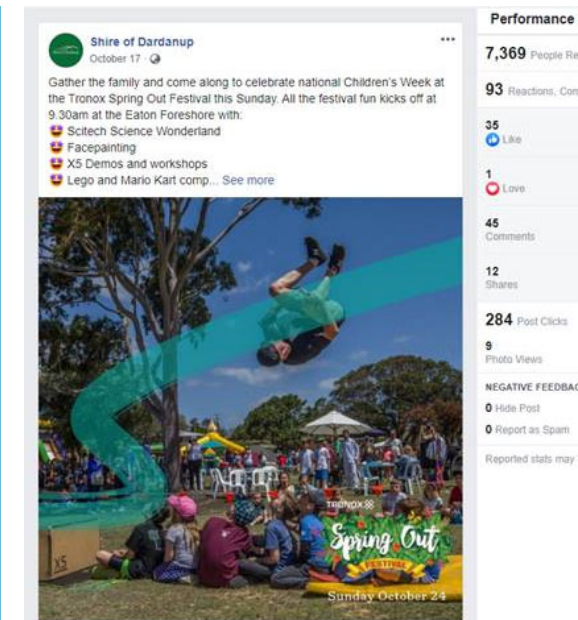 Shire of Dardanup
October 17
Gather the family and come along to celebrate national Children's Week at
the Tronox Spring Out Festival this Sunday. All the festival fun kicks off at
9.30am at the Eaton Foreshore with:
Scitech Science Wonderland
Facepainting
X5 Demos and workshops
Lego and Mario Kart comp... See more
X5
TRONOX
Spring Out
FESTIVAL
Sunday October 24
Performance
7,369 People Re
93 Reactions, Com
35
Like
1
Love
45
Comments
12
Shares
284 Post Clicks
9
Photo Views
NEGATIVE FEEDBAC
0 Hide Post
0 Report as Spam
Reported stats may